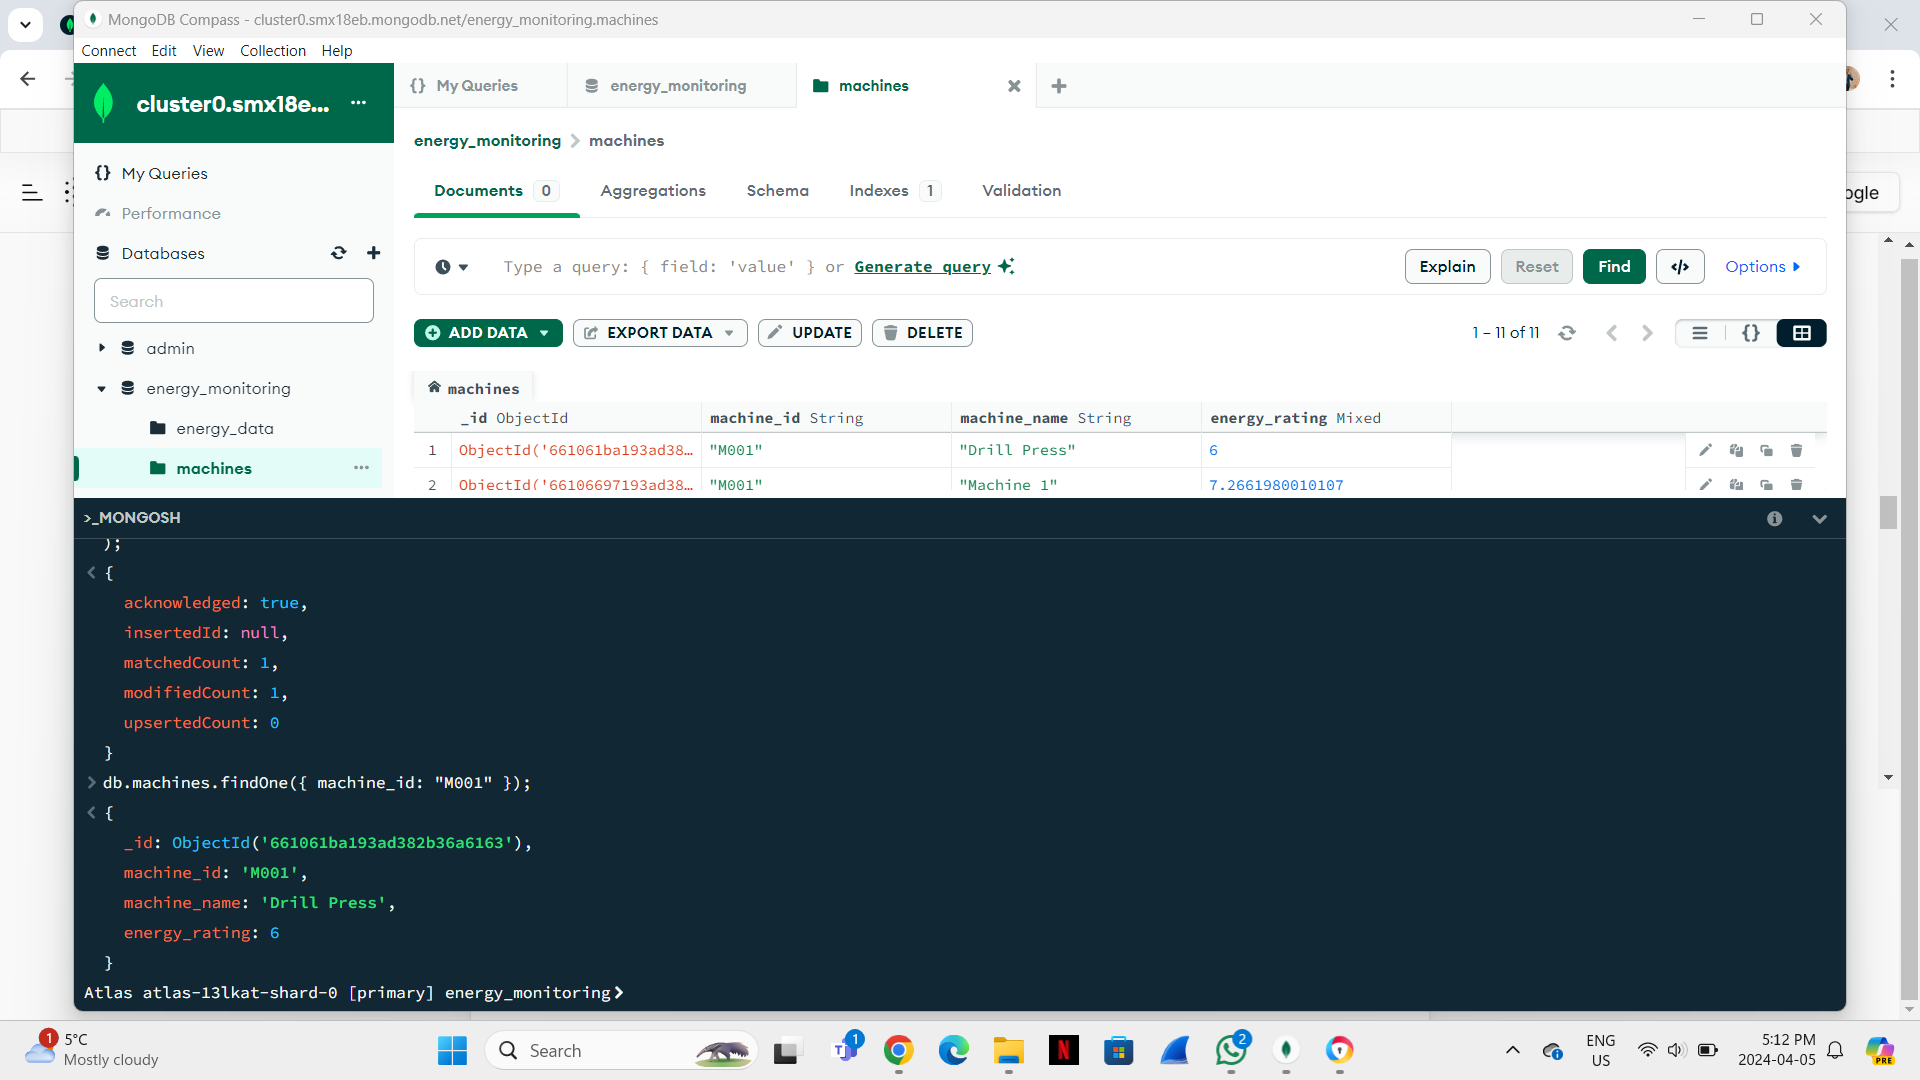 MongoDB Compass - cluster0.smx18eb.mongodb.net/energy_monitoring.machines
Connect Edit View Collection Help
cluster0.smx18e...
My Queries
energy_monitoring
machines
energy_monitoring > machines
My Queries
Performance
Databases
Search
admin
energy_monitoring
energy_data
machines
Documents 0 Aggregations Schema Indexes 1 Validation
Type a query: { field: 'value' } or Generate query
Explain Reset Find </> Options
ogle
ADD DATA EXPORT DATA UPDATE DELETE
1 – 11 of 11
{}
machines
_id ObjectId machine_id String machine_name String energy_rating Mixed
1 ObjectId('661061ba193ad38… "M001" "Drill Press" 6
2 ObjectId('66106697193ad38… "M001" "Machine 1" 7.2661980010107
>_MONGOSH
);
< {
acknowledged: true,
insertedId: null,
matchedCount: 1,
modifiedCount: 1,
upsertedCount: 0
}
> db.machines.findOne({ machine_id: "M001" });
< {
_id: ObjectId('661061ba193ad382b36a6163'),
machine_id: 'M001',
machine_name: 'Drill Press',
energy_rating: 6
}
Atlas atlas-13lkat-shard-0 [primary] energy_monitoring>
1
5°C
Mostly cloudy
Search
1
2
ENG
US
5:12 PM
2024-04-05
PRE